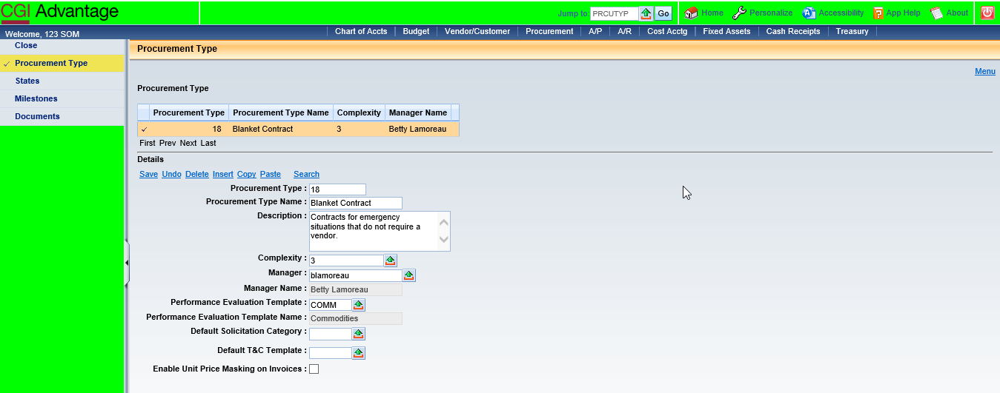 CGI Advantage
Jump to: PRCUTYP Go Home Personalize Accessibility App Help About
Welcome, 123 SOM
Chart of Accts Budget Vendor/Customer Procurement A/P A/R Cost Acctg Fixed Assets Cash Receipts Treasury
Close
Procurement Type
States
Milestones
Documents
Procurement Type
Menu
Procurement Type
Procurement Type Procurement Type Name Complexity Manager Name
18 Blanket Contract 3 Betty Lamoreau
First Prev Next Last
Details
Save Undo Delete Insert Copy Paste Search
Procurement Type : 18
Procurement Type Name : Blanket Contract
Description : Contracts for emergency
situations that do not require a
vendor.
Complexity : 3
Manager : blamoreau
Manager Name : Betty Lamoreau
Performance Evaluation Template : COMM
Performance Evaluation Template Name : Commodities
Default Solicitation Category :
Default T&C Template :
Enable Unit Price Masking on Invoices :